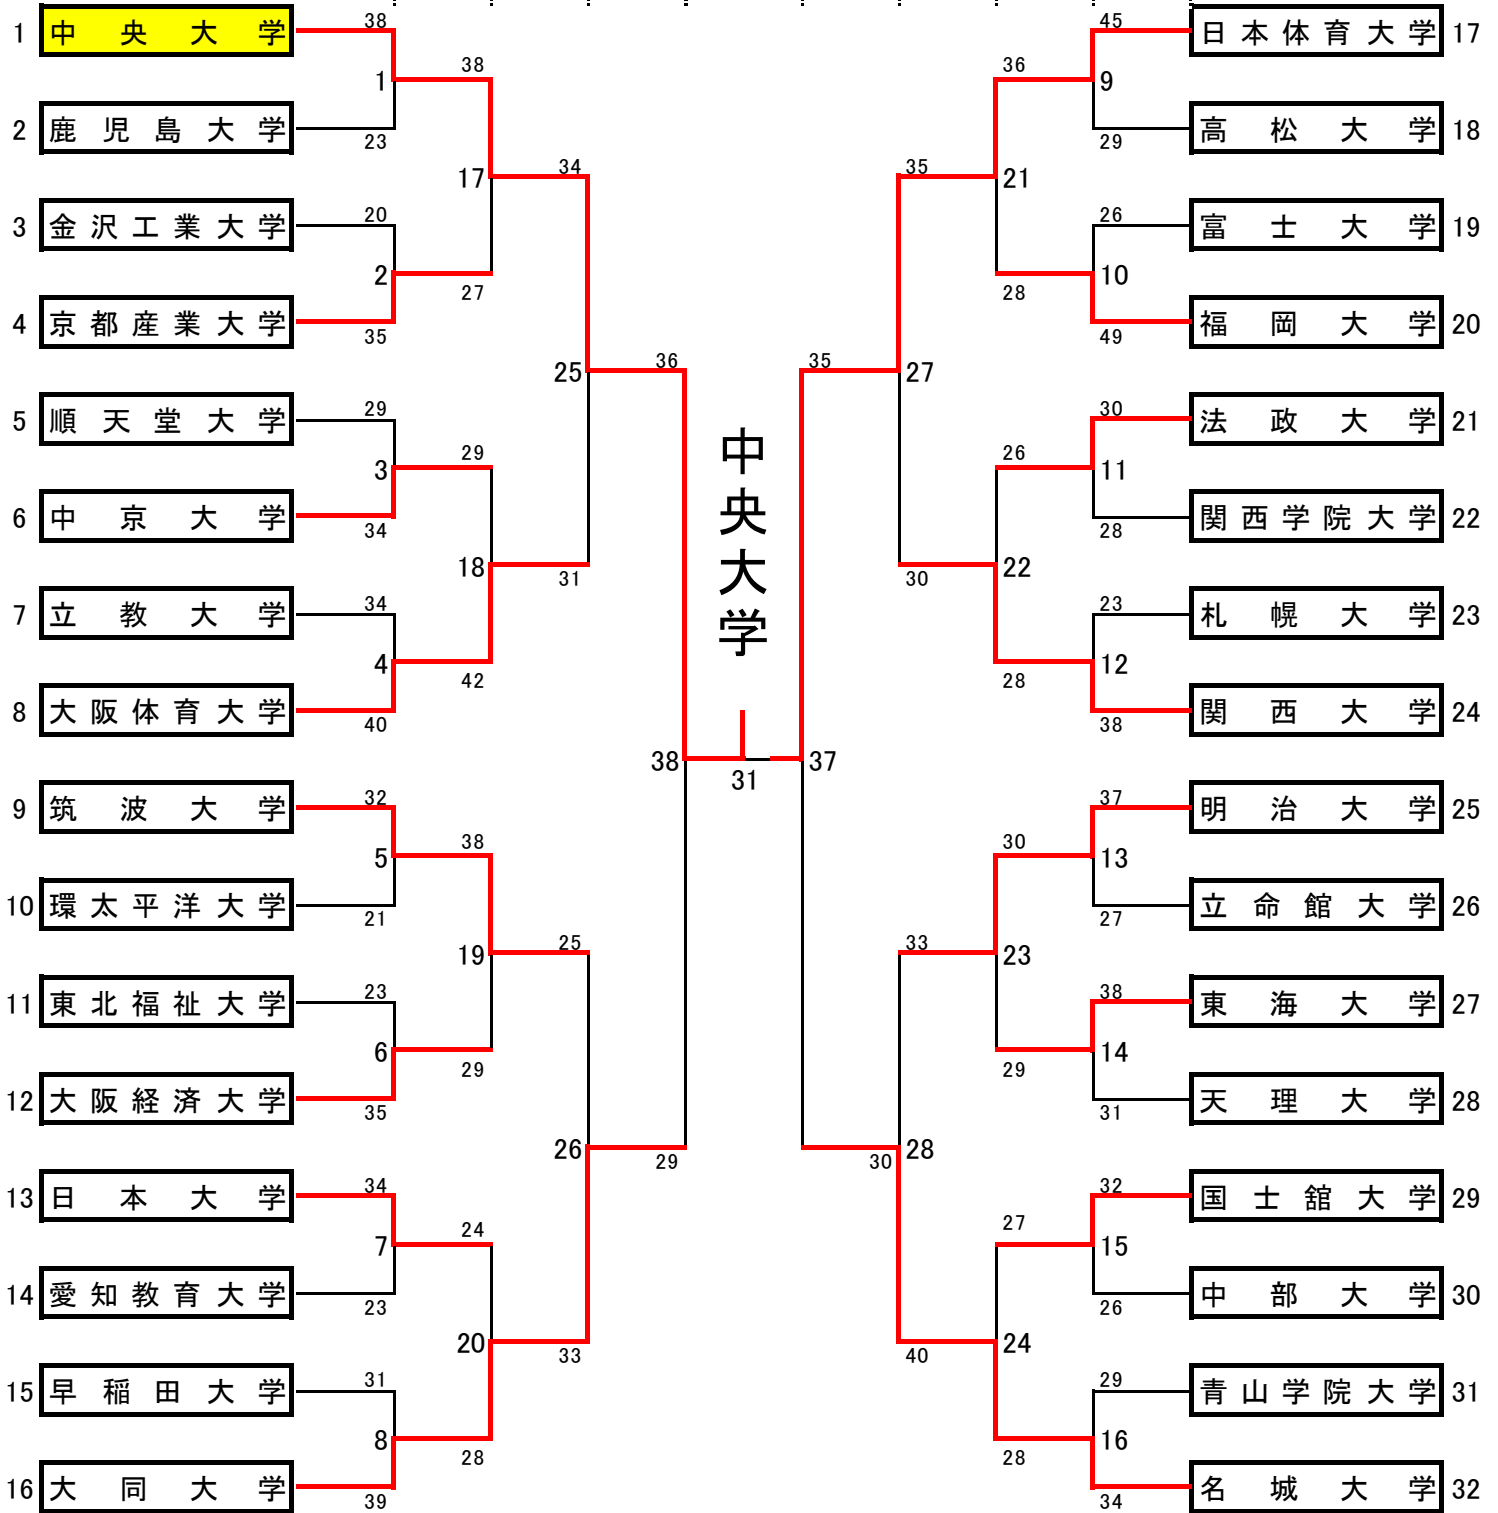 38 45
1 中央大学 日本体育大学 17
38 36
1 9
2 鹿児島大学 高松大学 18
23 29
34 35
17 21
20 26
3 金沢工業大学 富士大学 19
2 10
27 28
4 京都産業大学 福岡大学 20
35 49
36 35
25 27
29 30
5 順天堂大学 法政大学 21
29 26
3 11
6 中京大学 関西学院大学 22
34 28
18 22
31 30
34 23
7 立教大学 札幌大学 23
中央大学
4 12
42 28
8 大阪体育大学 関西大学 24
40 38
38 31 37
32 37
9 筑波大学 明治大学 25
38 30
5 13
10 環太平洋大学 立命館大学 26
21 27
25 33
19 23
23 38
11 東北福祉大学 東海大学 27
6 14
29 29
12 大阪経済大学 天理大学 28
35 31
26 28
29 30
34 32
13 日本大学 国士舘大学 29
24 27
7 15
14 愛知教育大学 中部大学 30
23 26
20 24
33 40
31 29
15 早稲田大学 青山学院大学 31
8 16
28 28
16 大同大学 名城大学 32
39 34